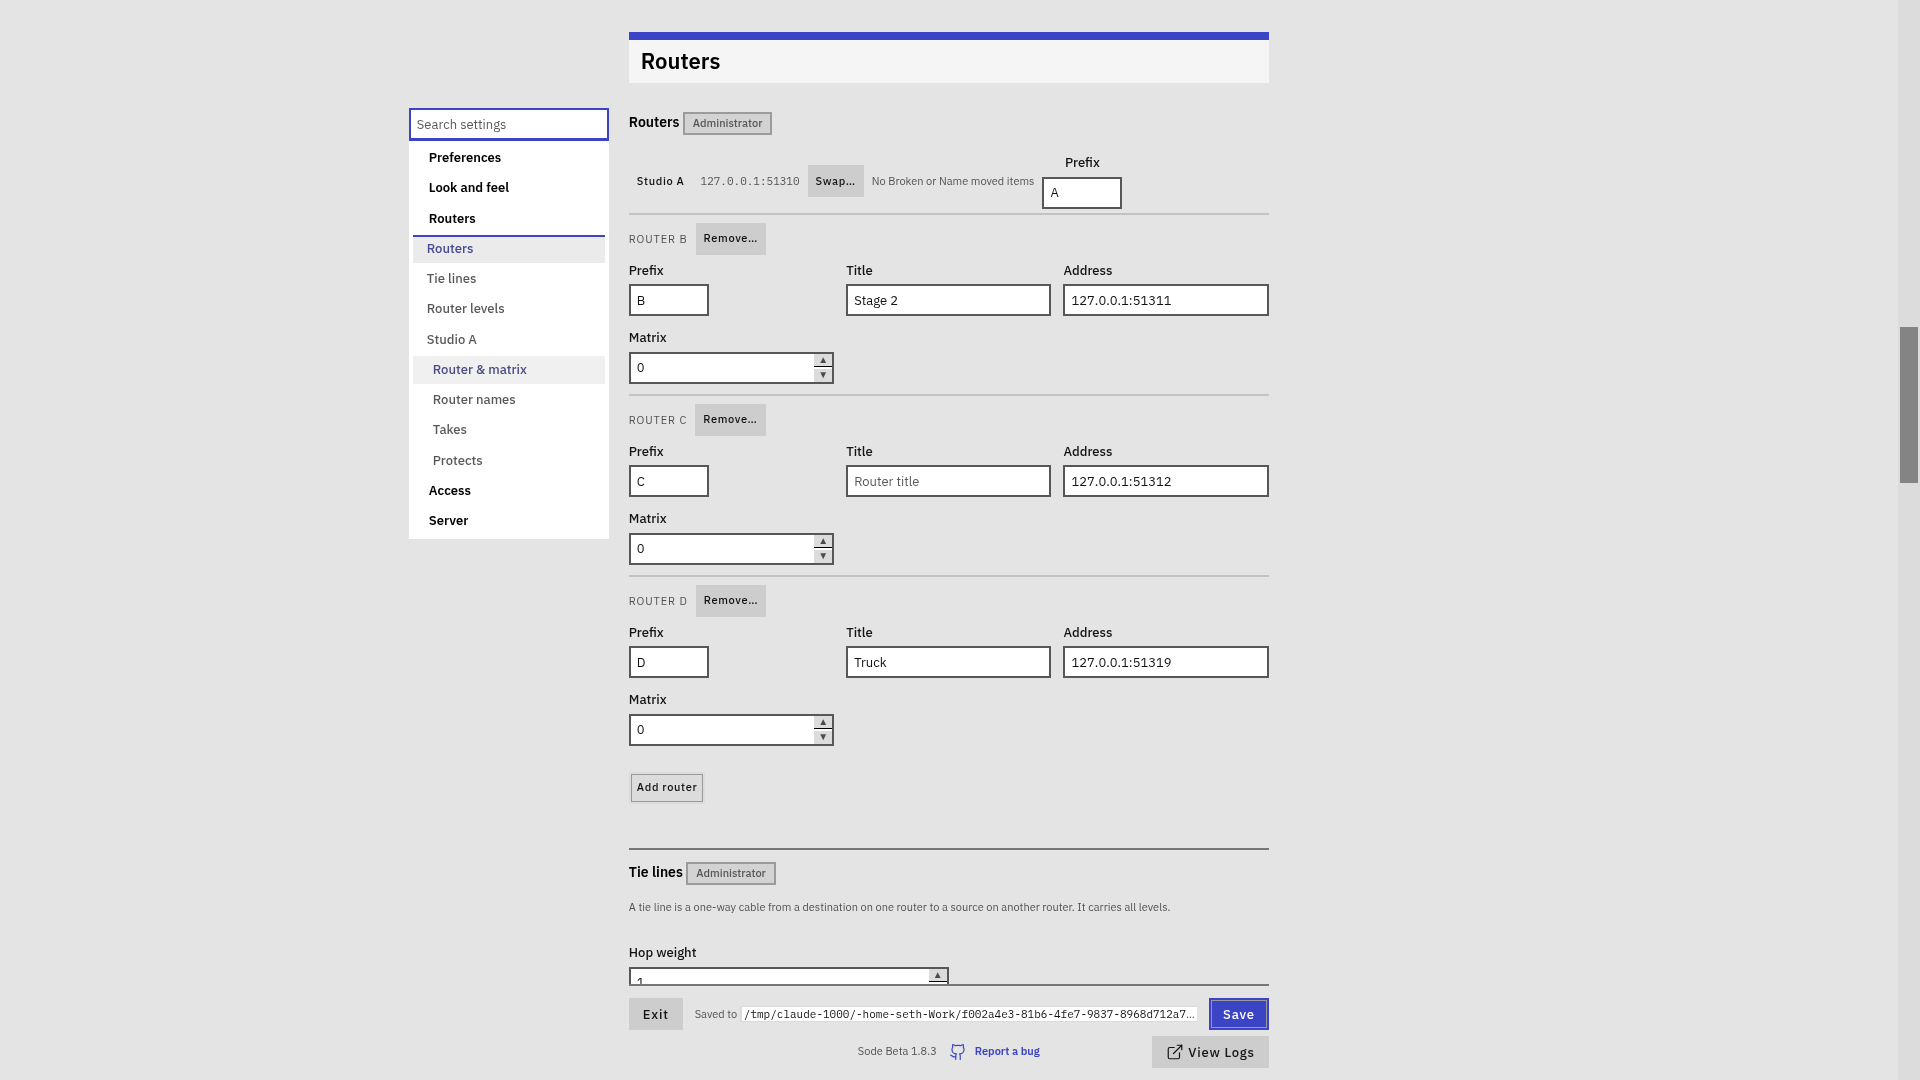 Routers
Search settings
Preferences
Look and feel
Routers
Routers
Tie lines
Router levels
Studio A
Router & matrix
Router names
Takes
Protects
Access
Server
Routers Administrator
Prefix
Studio A 127.0.0.1:51310 Swap... No Broken or Name moved items A
ROUTER B Remove...
Prefix Title Address
B Stage 2 127.0.0.1:51311
Matrix
0
ROUTER C Remove...
Prefix Title Address
C Router title 127.0.0.1:51312
Matrix
0
ROUTER D Remove...
Prefix Title Address
D Truck 127.0.0.1:51319
Matrix
0
Add router
Tie lines Administrator
A tie line is a one-way cable from a destination on one router to a source on another router. It carries all levels.
Hop weight
1
Exit Saved to /tmp/claude-1000/-home-seth-Work/f002a4e3-81b6-4fe7-9837-8968d712a7... Save
Sode Beta 1.8.3 Report a bug View Logs